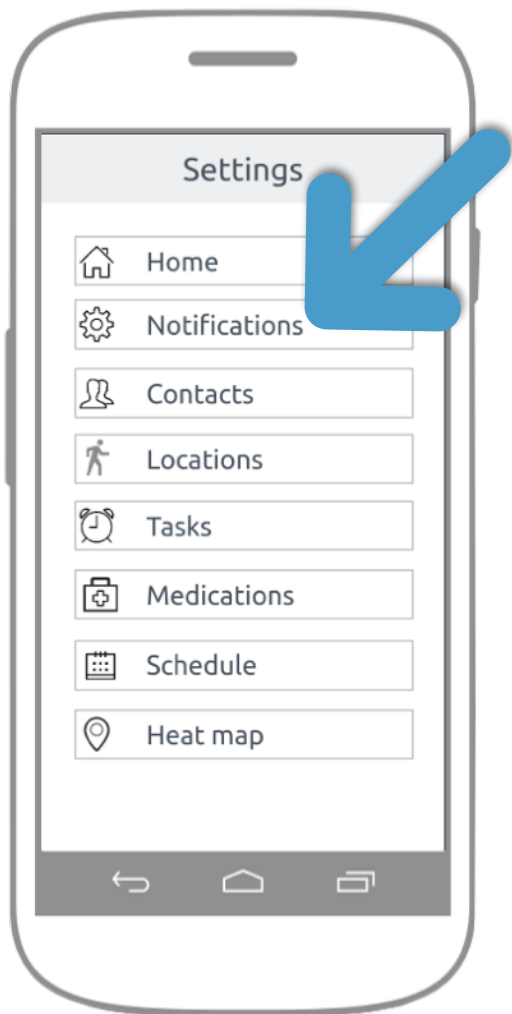 Settings
Home
Notifications
Contacts
Locations
Tasks
Medications
Schedule
Heat map